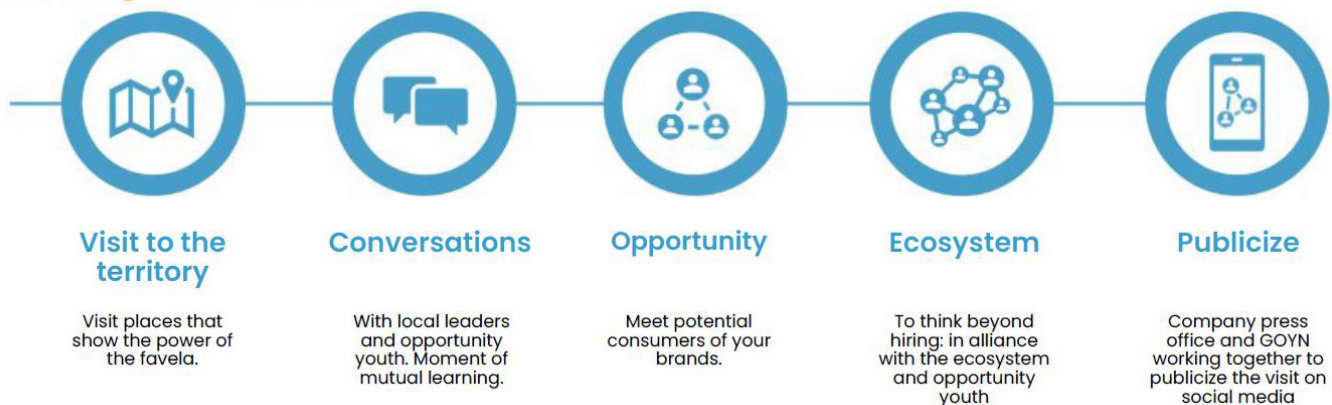 Visit to the
territory
Visit places that
show the power of
the favela.
Conversations
With local leaders
and opportunity
youth. Moment of
mutual learning.
Opportunity
Meet potential
consumers of your
brands.
Ecosystem
To think beyond
hiring: in alliance
with the ecosystem
and opportunity
youth
Publicize
Company press
office and GOYN
working together to
publicize the visit on
social media